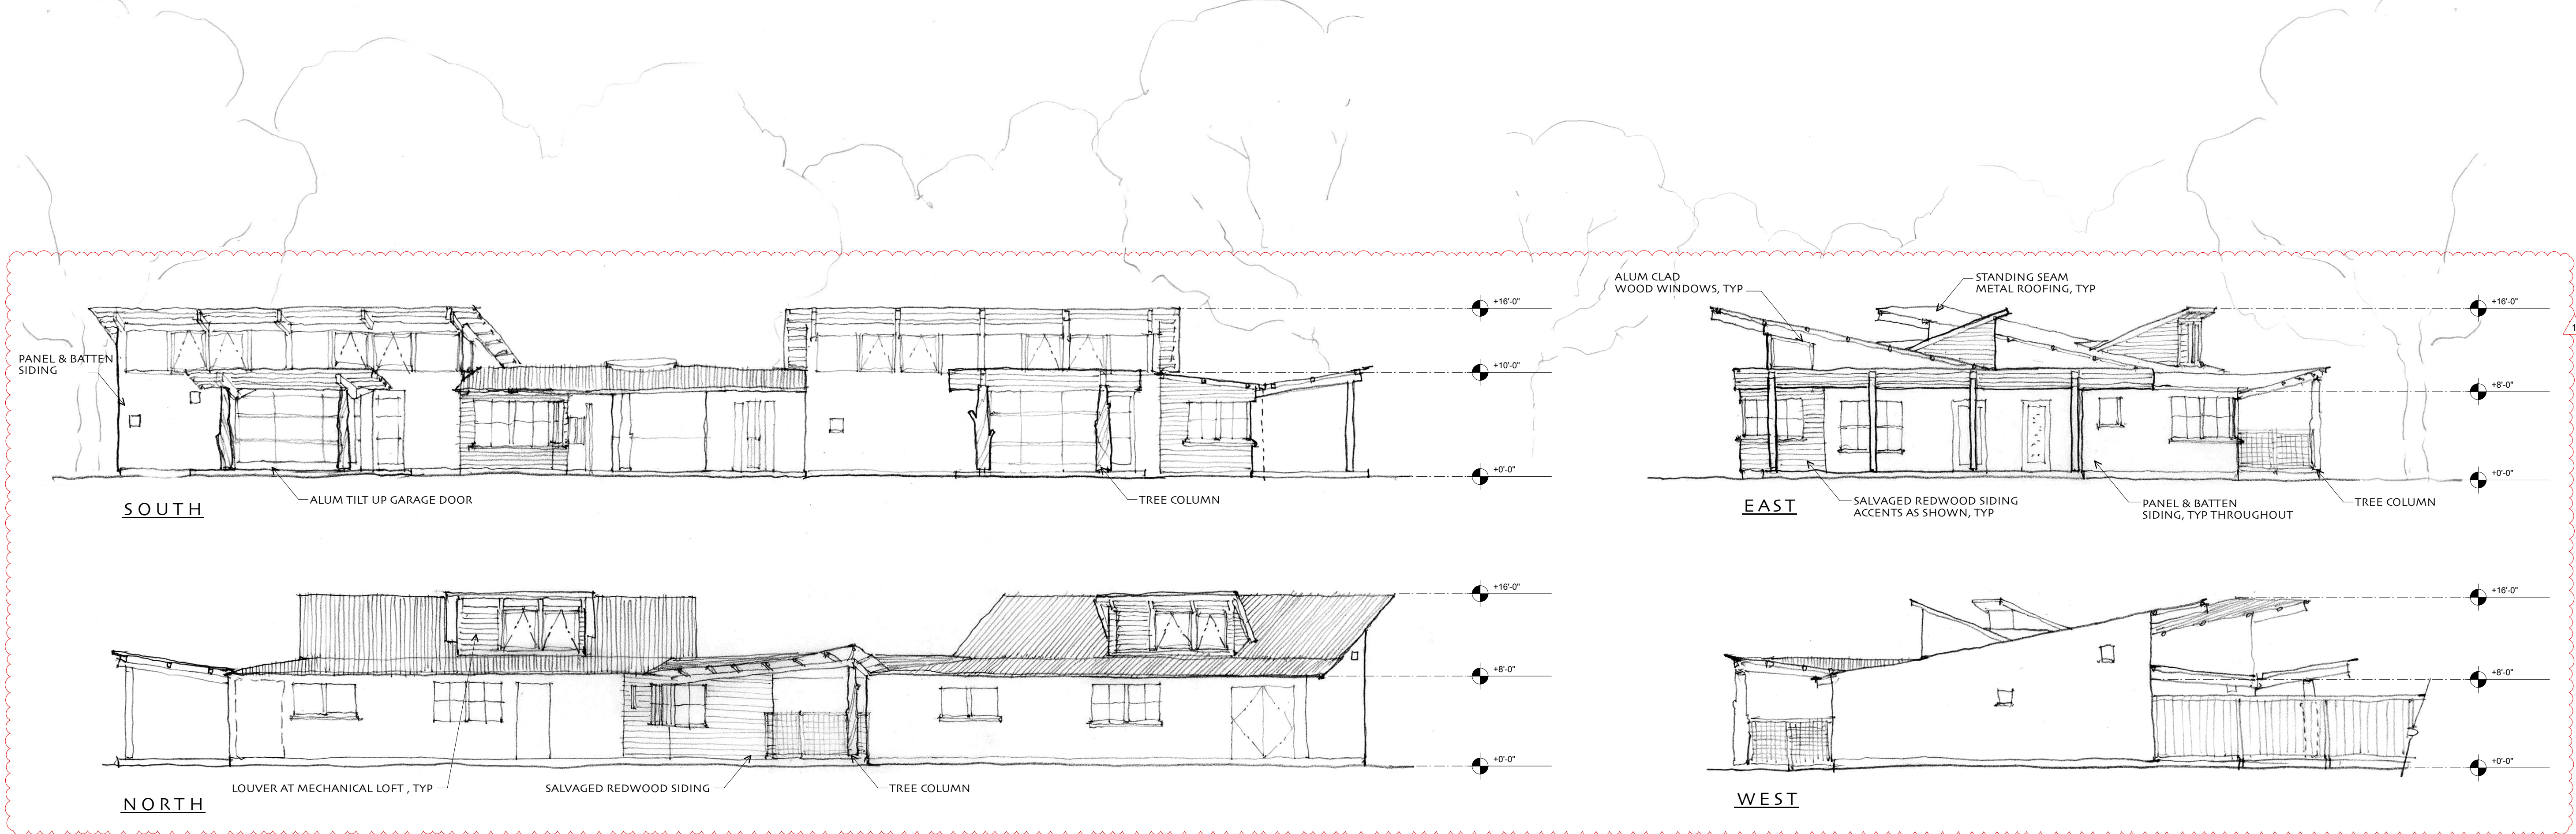 +16'-0"
+10'-0"
+0'-0"
PANEL & BATTEN
SIDING
ALUM TILT UP GARAGE DOOR
TREE COLUMN
SOUTH
ALUM CLAD
WOOD WINDOWS, TYP
STANDING SEAM
METAL ROOFING, TYP
+16'-0"
1
+8'-0"
+0'-0"
SALVAGED REDWOOD SIDING
ACCENTS AS SHOWN, TYP
PANEL & BATTEN
SIDING, TYP THROUGHOUT
TREE COLUMN
EAST
+16'-0"
+8'-0"
+0'-0"
LOUVER AT MECHANICAL LOFT , TYP
SALVAGED REDWOOD SIDING
TREE COLUMN
NORTH
+16'-0"
+8'-0"
+0'-0"
WEST